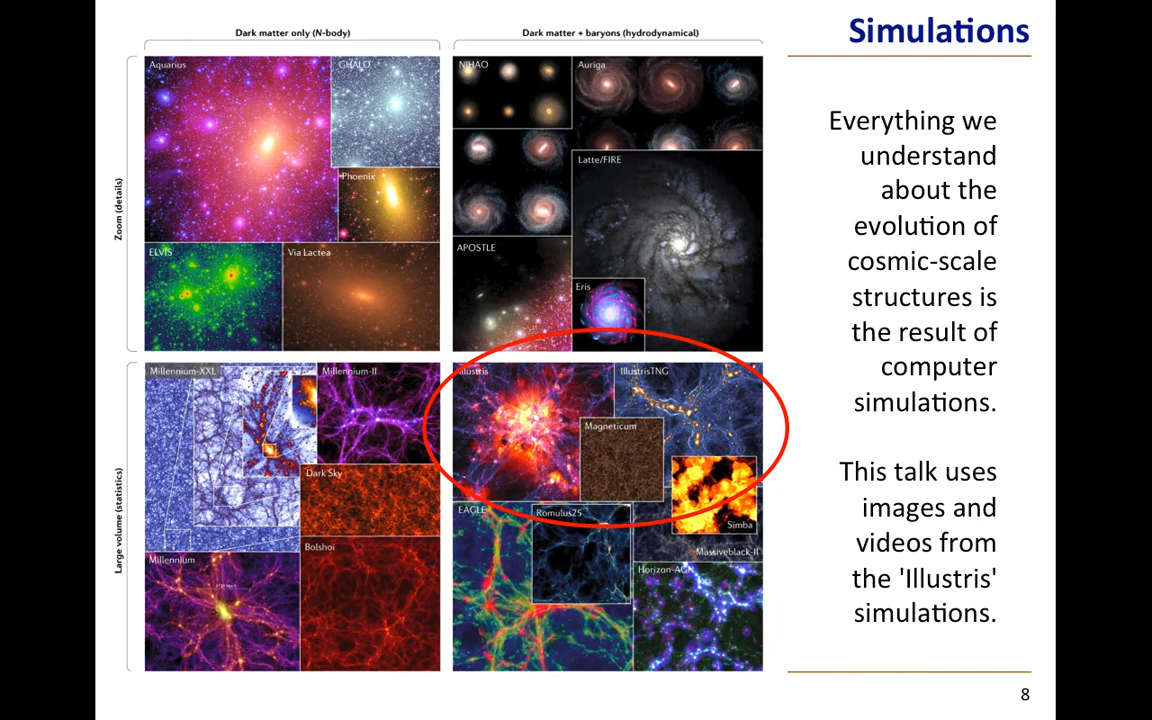 Dark matter only (N-body)
Dark matter + baryons (hydrodynamical)
Simulations
Zoom (details)
Aquarius
GHALO
Phoenix
ELVIS
Via Lactea
NIHAO
Auriga
Latte/FIRE
APOSTLE
Eris
Large volume (statistics)
Millennium-XXL
Millennium-II
Dark Sky
Millennium
Bolshoi
Illustris
IllustrisTNG
Magneticum
Simba
EAGLE
Romulus25
Massiveblack-II
Horizon-AGN
Everything we
understand
about the
evolution of
cosmic-scale
structures is
the result of
computer
simulations.
This talk uses
images and
videos from
the 'Illustris'
simulations.
8